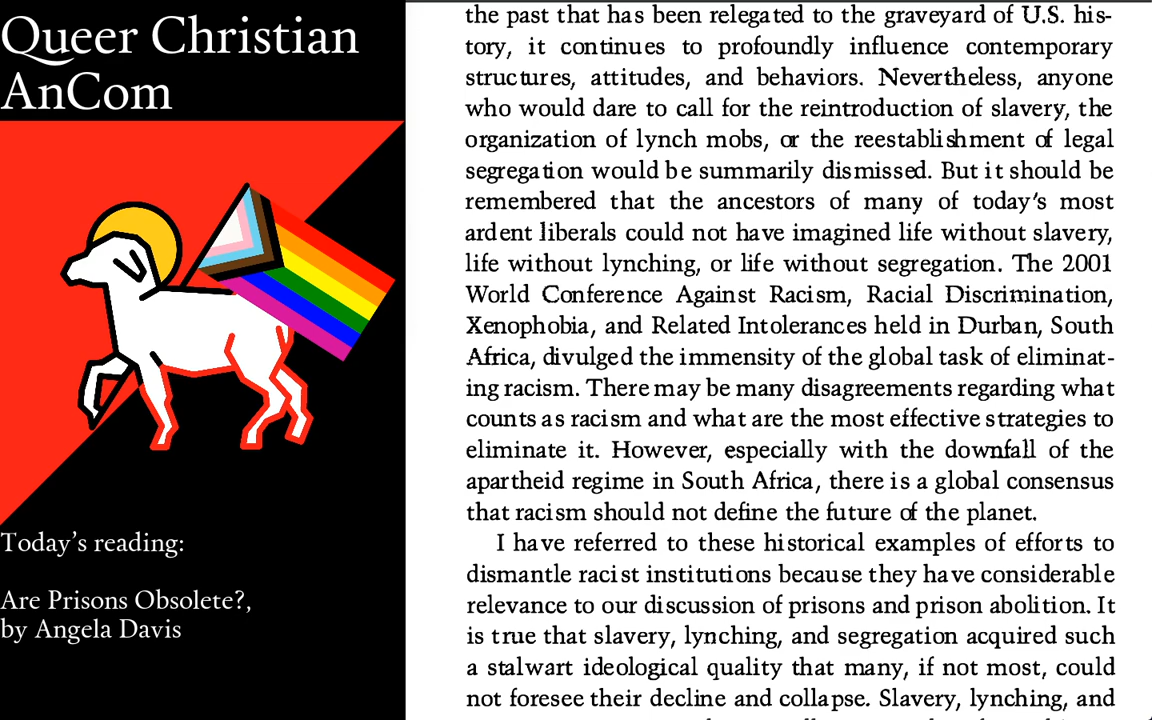 Queer Christian
AnCom
Today's reading:
Are Prisons Obsolete?,
by Angela Davis
the past that has been relegated to the graveyard of U.S. his-
tory, it continues to profoundly influence contemporary
structures, attitudes, and behaviors. Nevertheless, anyone
who would dare to call for the reintroduction of slavery, the
organization of lynch mobs, or the reestablishment of legal
segregation would be summarily dismissed. But it should be
remembered that the ancestors of many of today's most
ardent liberals could not have imagined life without slavery,
life without lynching, or life without segregation. The 2001
World Conference Against Racism, Racial Discrimination,
Xenophobia, and Related Intolerances held in Durban, South
Africa, divulged the immensity of the global task of eliminat-
ing racism. There may be many disagreements regarding what
counts as racism and what are the most effective strategies to
eliminate it. However, especially with the downfall of the
apartheid regime in South Africa, there is a global consensus
that racism should not define the future of the planet.
I have referred to these historical examples of efforts to
dismantle racist institutions because they have considerable
relevance to our discussion of prisons and prison abolition. It
is true that slavery, lynching, and segregation acquired such
a stalwart ideological quality that many, if not most, could
not foresee their decline and collapse. Slavery, lynching, and